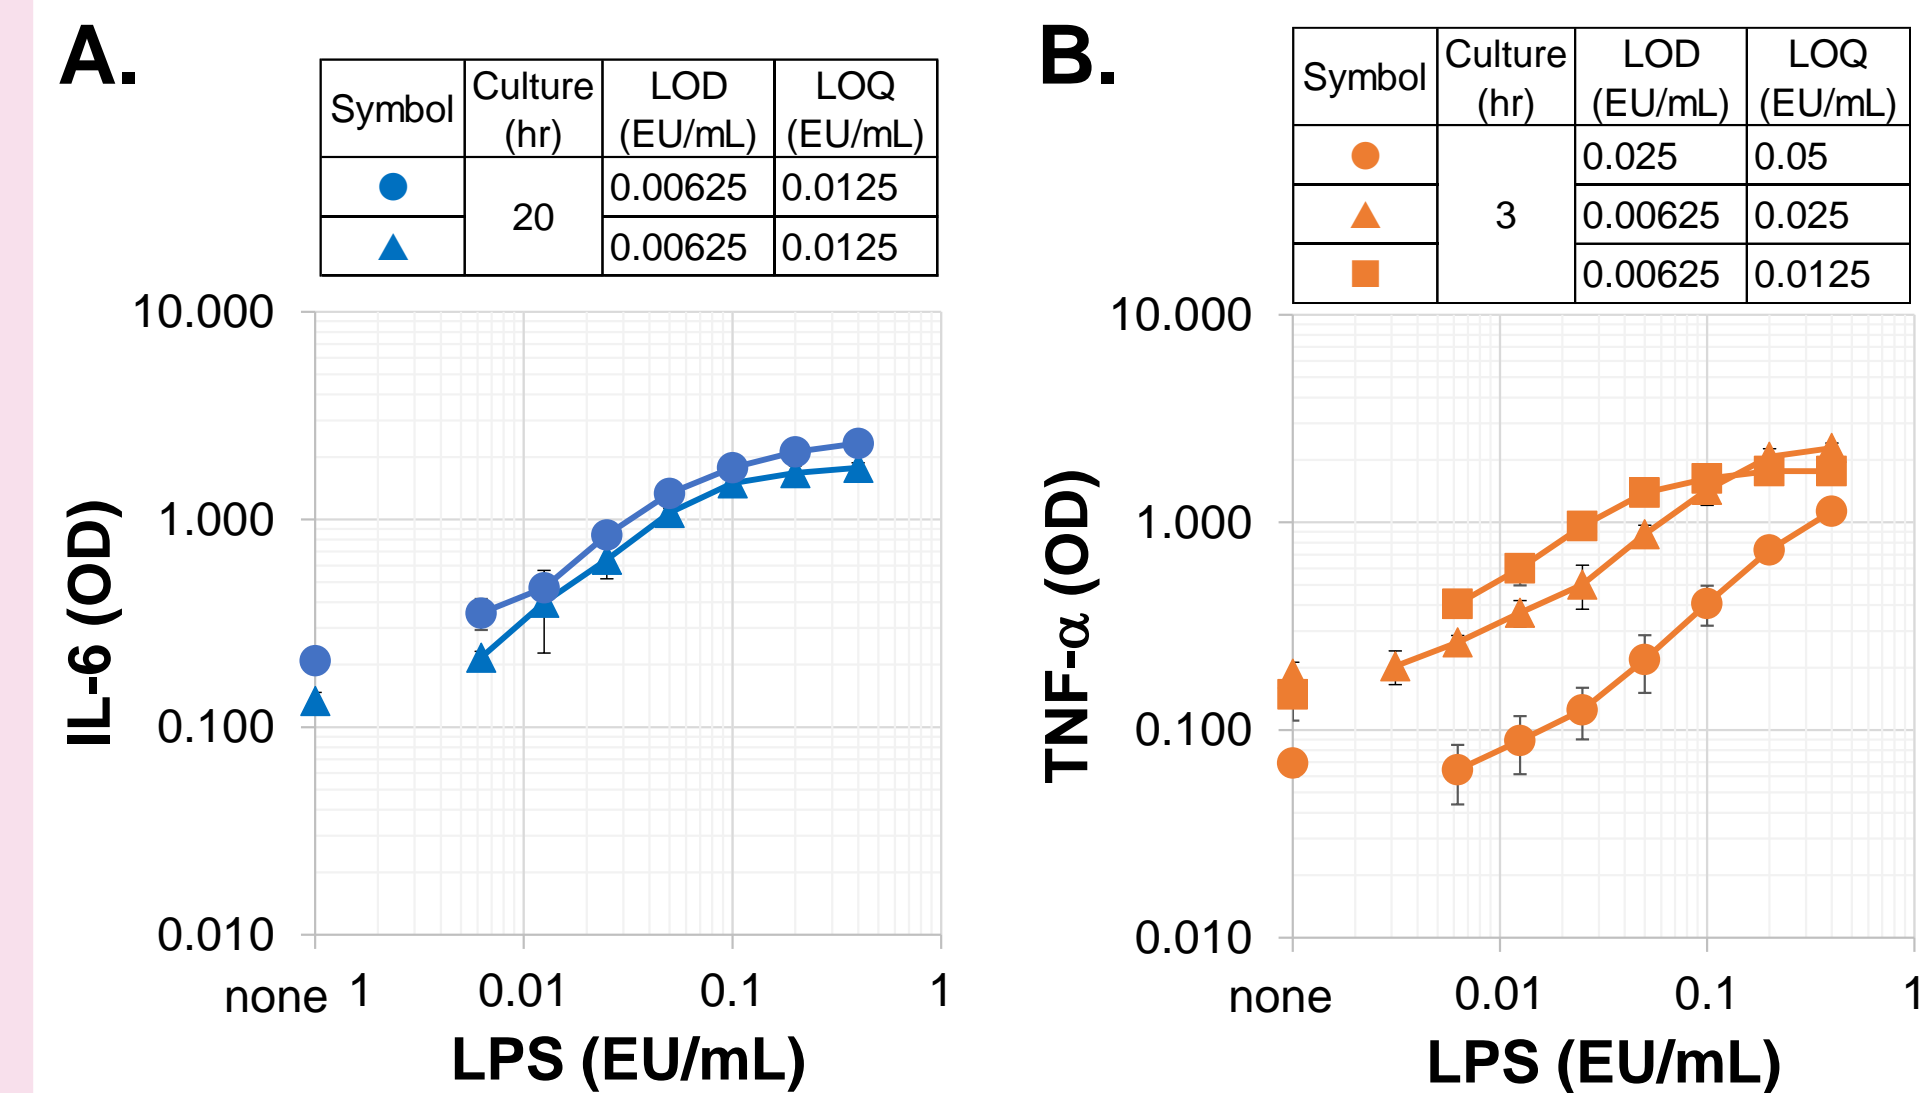 A.
Symbol Culture (hr) LOD (EU/mL) LOQ (EU/mL)
20
0.00625 0.0125
0.00625 0.0125
10.000
1.000
0.100
0.010
IL-6 (OD)
none 1 0.01 0.1 1
LPS (EU/mL)
B.
Symbol Culture (hr) LOD (EU/mL) LOQ (EU/mL)
3
0.025 0.05
0.00625 0.025
0.00625 0.0125
10.000
1.000
0.100
0.010
TNF-α (OD)
none 0.01 0.1 1
LPS (EU/mL)